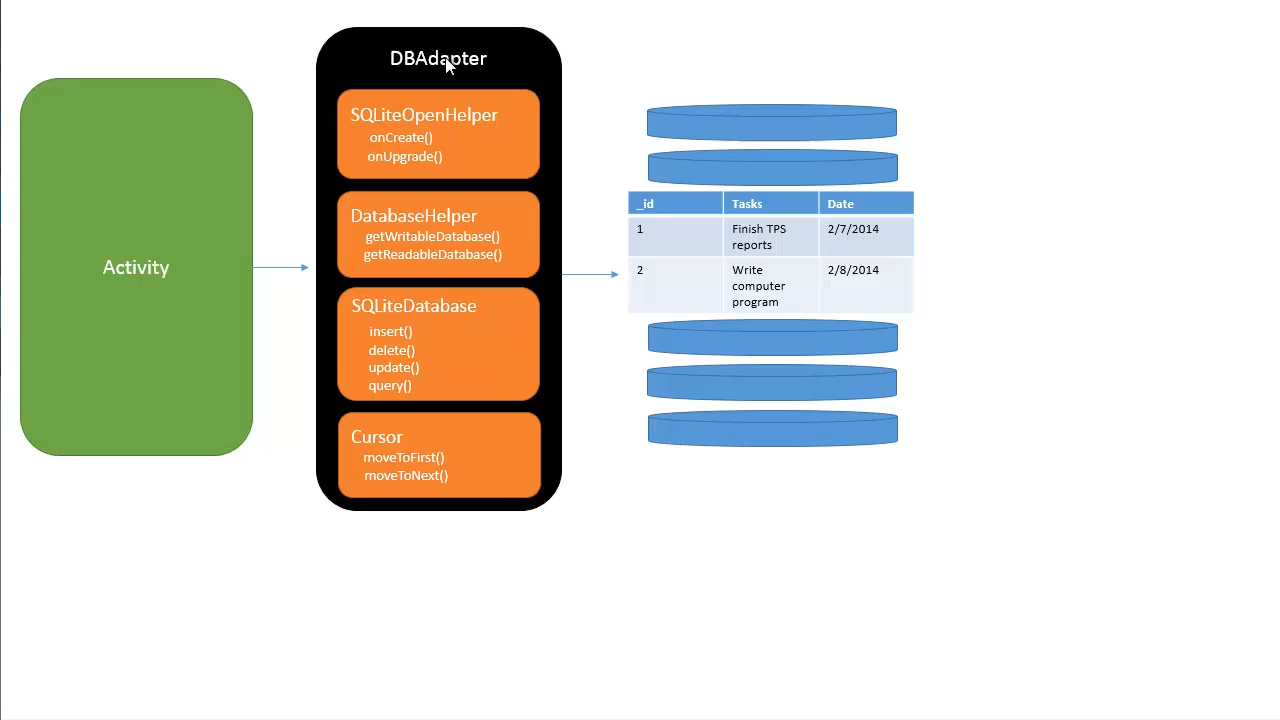 Activity
DBAdapter
SQLiteOpenHelper
onCreate()
onUpgrade()
DatabaseHelper
getWritableDatabase()
getReadableDatabase()
SQLiteDatabase
insert()
delete()
update()
query()
Cursor
moveToFirst()
moveToNext()
_id Tasks Date
1 Finish TPS 2/7/2014
reports
2 Write 2/8/2014
computer
program